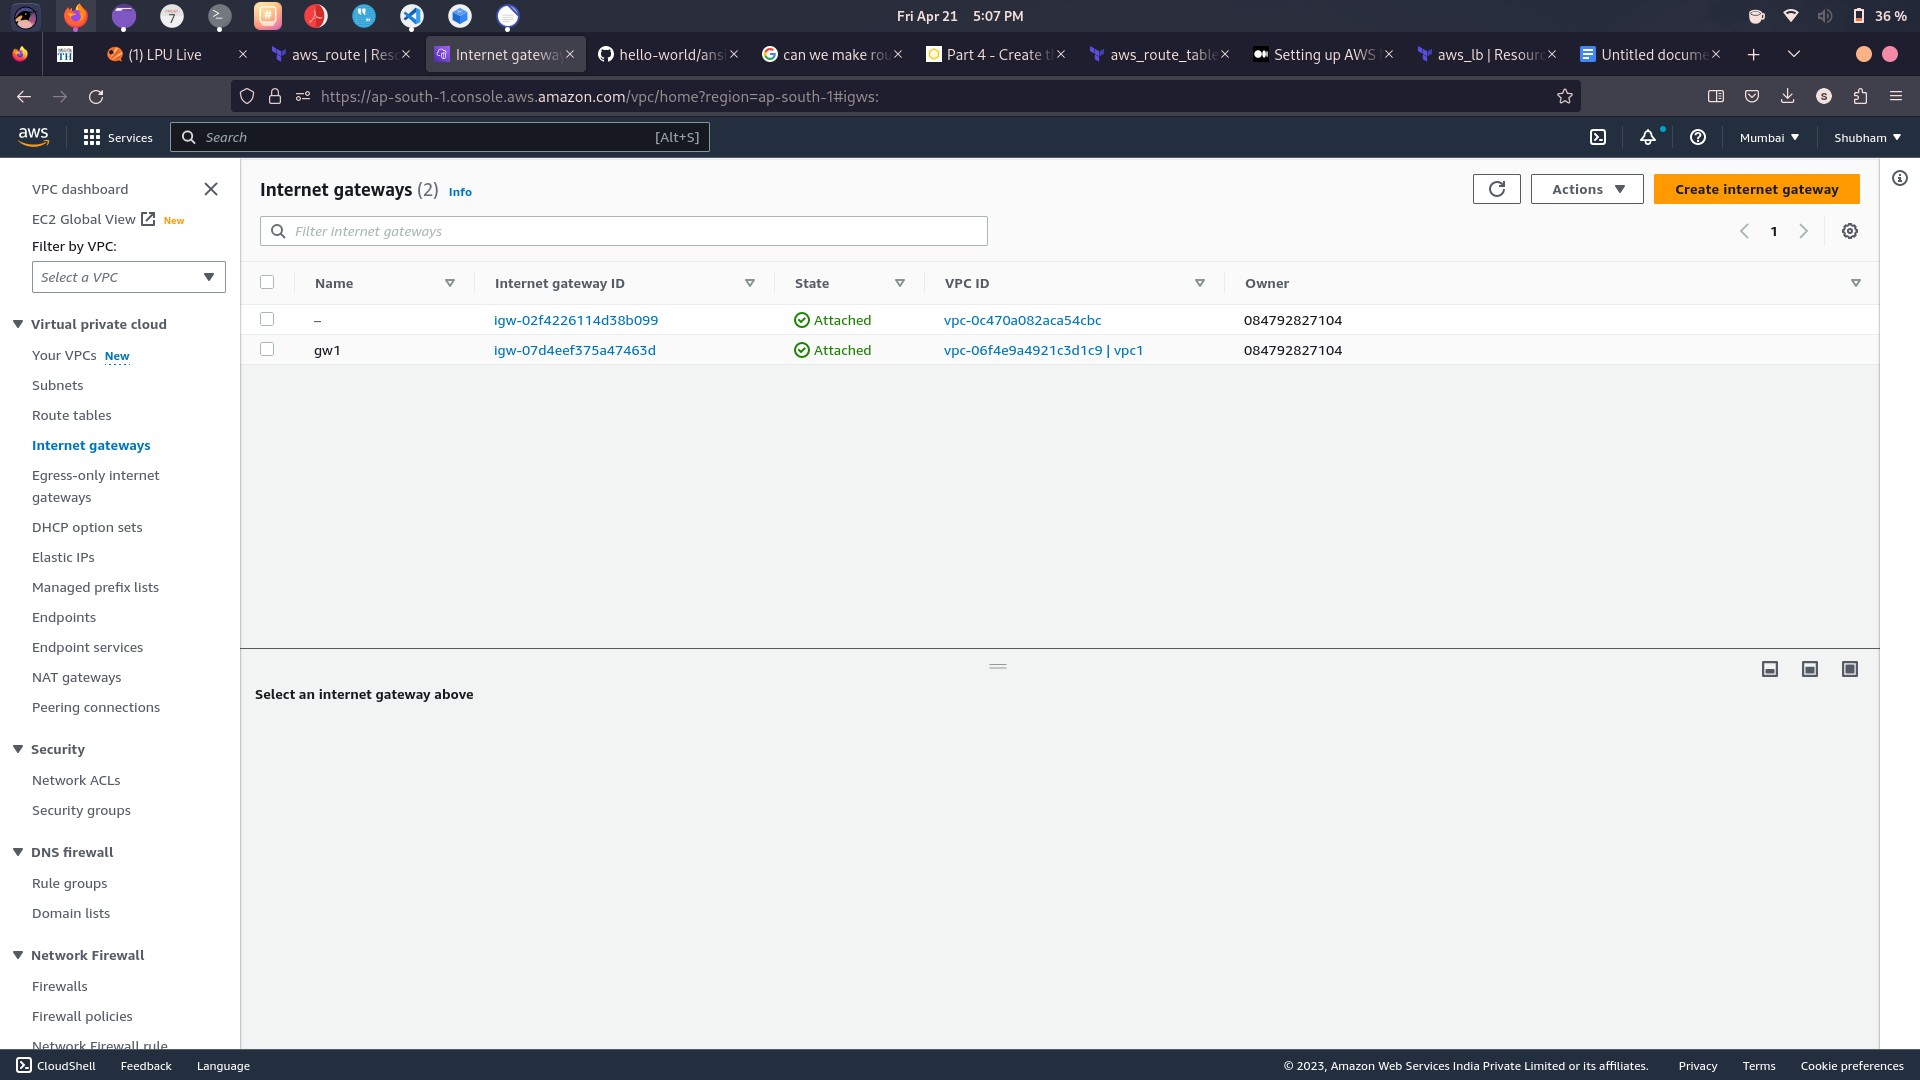 Fri Apr 21 5:07 PM
36 %
(1) LPU Live
aws_route | Reso
Internet gateway
hello-world/ansi
can we make rou
Part 4 - Create th
aws_route_table
Setting up AWS
aws_lb | Resourc
Untitled docume
https://ap-south-1.console.aws.amazon.com/vpc/home?region=ap-south-1#igws:
aws
Services
Search
[Alt+S]
Mumbai
Shubham
VPC dashboard
EC2 Global View New
Filter by VPC:
Select a VPC
Virtual private cloud
Your VPCs New
Subnets
Route tables
Internet gateways
Egress-only internet
gateways
DHCP option sets
Elastic IPs
Managed prefix lists
Endpoints
Endpoint services
NAT gateways
Peering connections
Security
Network ACLs
Security groups
DNS firewall
Rule groups
Domain lists
Network Firewall
Firewalls
Firewall policies
Network Firewall rule
Internet gateways (2) Info
Actions
Create internet gateway
Filter internet gateways
1
Name Internet gateway ID State VPC ID Owner
– igw-02f4226114d38b099 Attached vpc-0c470a082aca54cbc 084792827104
gw1 igw-07d4eef375a47463d Attached vpc-06f4e9a4921c3d1c9 | vpc1 084792827104
Select an internet gateway above
CloudShell Feedback Language
© 2023, Amazon Web Services India Private Limited or its affiliates. Privacy Terms Cookie preferences